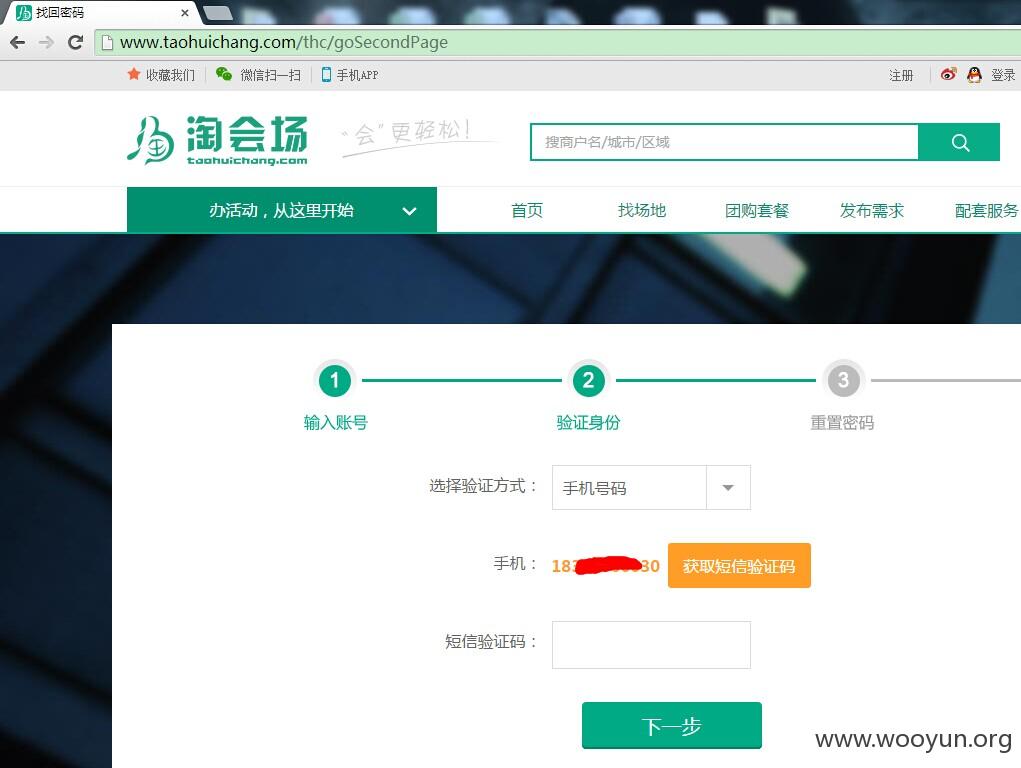 找回密码
www.taohuichang.com/thc/goSecondPage
收藏我们 微信扫一扫 手机APP 注册 登录
淘会场
taohuichang.com
“会”更轻松!
搜商户名/城市/区域
办活动，从这里开始 首页 找场地 团购套餐 发布需求 配套服务
1 2 3
输入账号 验证身份 重置密码
选择验证方式： 手机号码
手机： 18 30 获取短信验证码
短信验证码：
下一步
www.wooyun.org